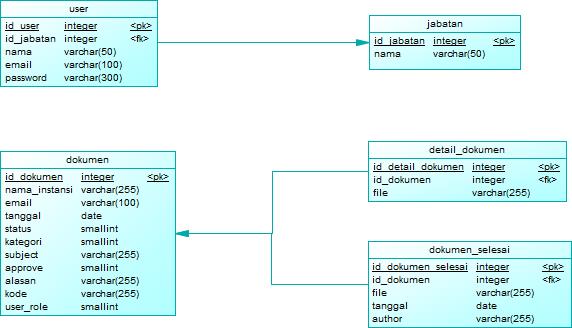 user
id_user integer <pk>
id_jabatan integer <fk>
nama varchar(50)
email varchar(100)
password varchar(300)
jabatan
id_jabatan integer <pk>
nama varchar(50)
dokumen
id_dokumen integer <pk>
nama_instansi varchar(255)
email varchar(100)
tanggal date
status smallint
kategori smallint
subject varchar(255)
approve smallint
alasan varchar(255)
kode varchar(255)
user_role smallint
detail_dokumen
id_detail_dokumen integer <pk>
id_dokumen integer <fk>
file varchar(255)
dokumen_selesai
id_dokumen_selesai integer <pk>
id_dokumen integer <fk>
file varchar(255)
tanggal date
author varchar(255)